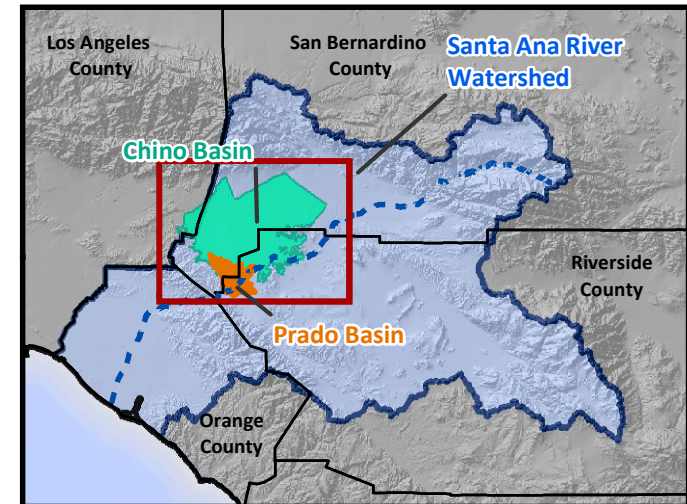 Los Angeles
County
San Bernardino
County
Santa Ana River
Watershed
Chino Basin
Riverside
County
Prado Basin
Orange
County